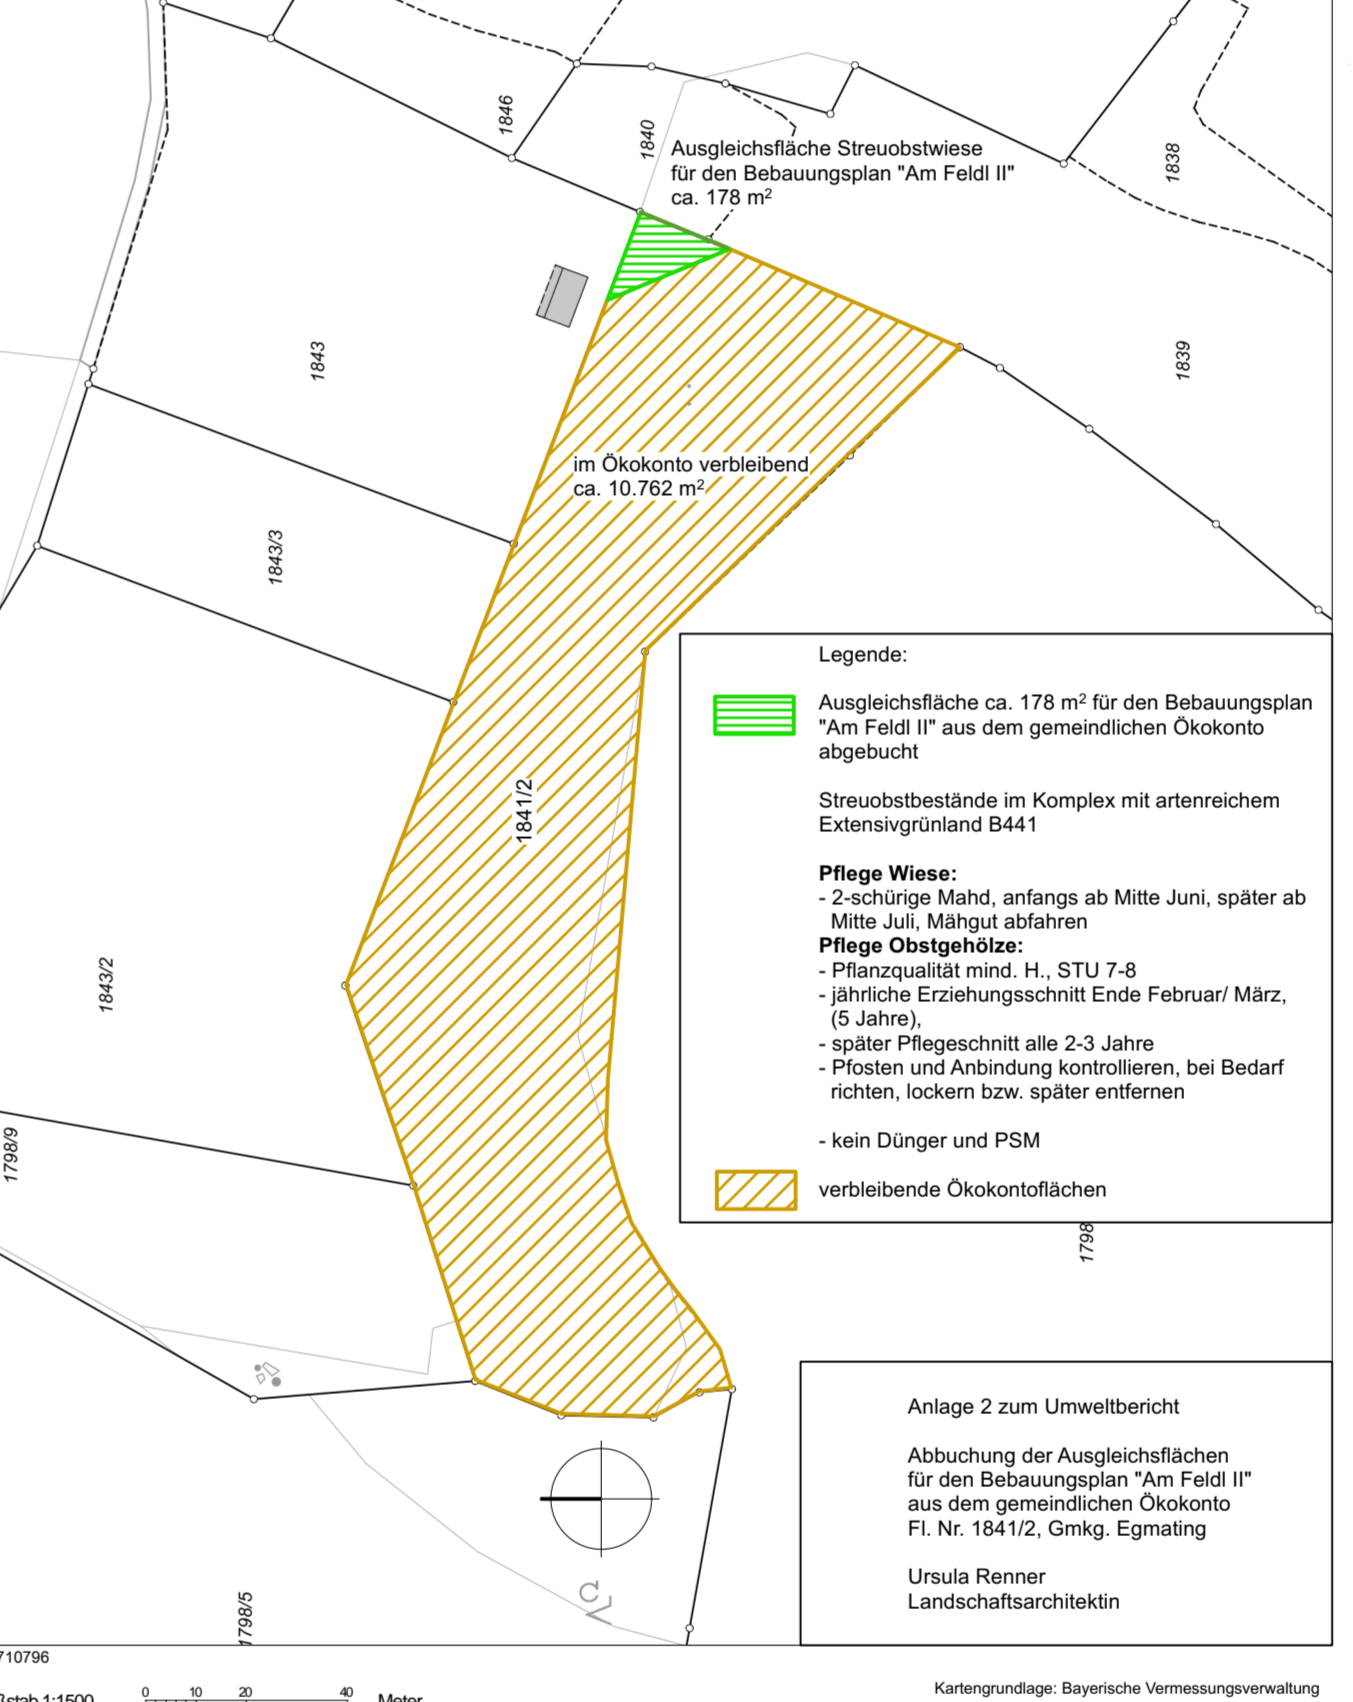 1846
1840
1838
Ausgleichsfläche Streuobstwiese
für den Bebauungsplan "Am Feldl II"
ca. 178 m²
1843
1839
im Ökokonto verbleibend
ca. 10.762 m²
1843/3
1841/2
1843/2
1798/9
1798
1798/5
Legende:
Ausgleichsfläche ca. 178 m² für den Bebauungsplan
"Am Feldl II" aus dem gemeindlichen Ökokonto
abgebucht
Streuobstbestände im Komplex mit artenreichem
Extensivgrünland B441
Pflege Wiese:
- 2-schürige Mahd, anfangs ab Mitte Juni, später ab
Mitte Juli, Mähgut abfahren
Pflege Obstgehölze:
- Pflanzqualität mind. H., STU 7-8
- jährliche Erziehungsschnitt Ende Februar/ März,
(5 Jahre),
- später Pflegeschnitt alle 2-3 Jahre
- Pfosten und Anbindung kontrollieren, bei Bedarf
richten, lockern bzw. später entfernen
- kein Dünger und PSM
verbleibende Ökokontoflächen
Anlage 2 zum Umweltbericht
Abbuchung der Ausgleichsflächen
für den Bebauungsplan "Am Feldl II"
aus dem gemeindlichen Ökokonto
Fl. Nr. 1841/2, Gmkg. Egmating
Ursula Renner
Landschaftsarchitektin
710796
ßstab 1:1500 0 10 20 40 Meter
Kartengrundlage: Bayerische Vermessungsverwaltung